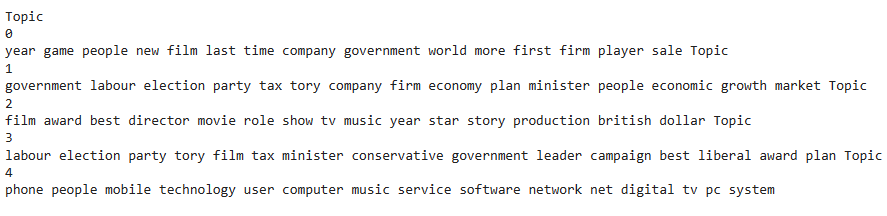 Topic
0
year game people new film last time company government world more first firm player sale Topic
1
government labour election party tax tory company firm economy plan minister people economic growth market Topic
2
film award best director movie role show tv music year star story production british dollar Topic
3
labour election party tory film tax minister conservative government leader campaign best liberal award plan Topic
4
phone people mobile technology user computer music service software network net digital tv pc system